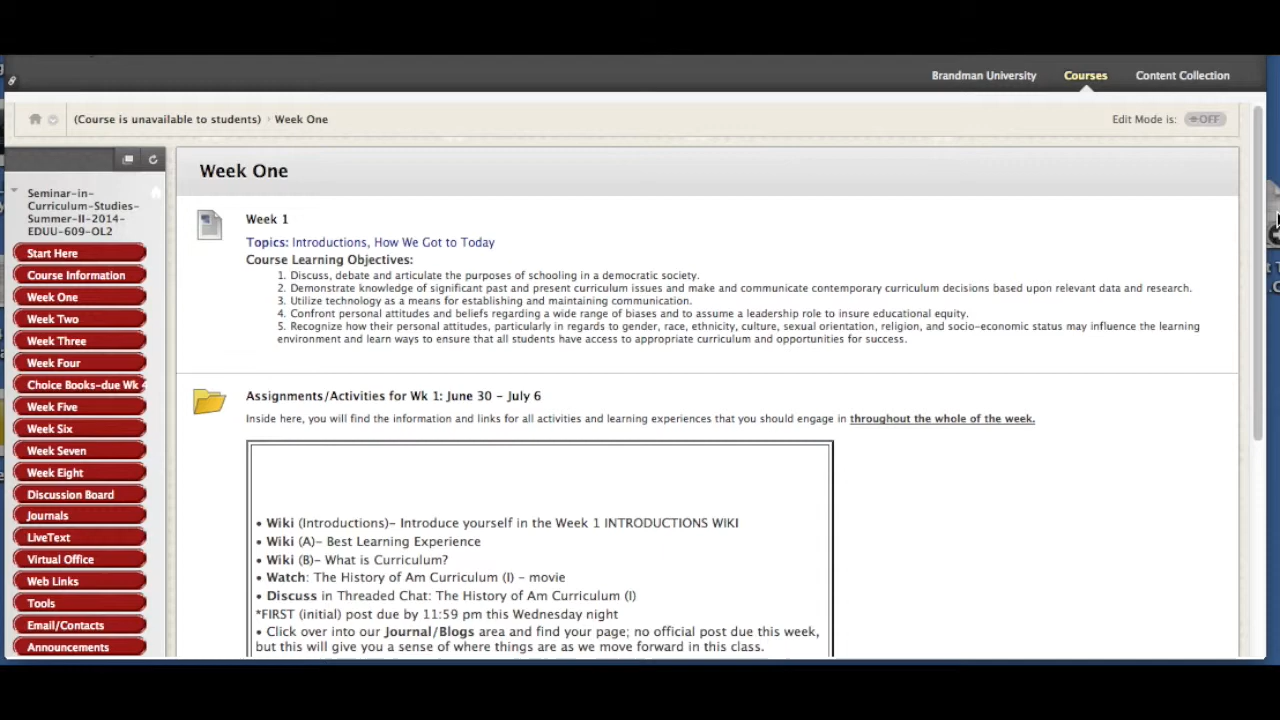 Brandman University
Courses
Content Collection
(Course is unavailable to students) › Week One
Edit Mode is: OFF
Seminar-in-
Curriculum-Studies-
Summer-II-2014-
EDUU-609-OL2
Start Here
Course Information
Week One
Week Two
Week Three
Week Four
Choice Books-due Wk
Week Five
Week Six
Week Seven
Week Eight
Discussion Board
Journals
LiveText
Virtual Office
Web Links
Tools
Email/Contacts
Announcements
Week One
Week 1
Topics: Introductions, How We Got to Today
Course Learning Objectives:
1. Discuss, debate and articulate the purposes of schooling in a democratic society.
2. Demonstrate knowledge of significant past and present curriculum issues and make and communicate contemporary curriculum decisions based upon relevant data and research.
3. Utilize technology as a means for establishing and maintaining communication.
4. Confront personal attitudes and beliefs regarding a wide range of biases and to assume a leadership role to insure educational equity.
5. Recognize how their personal attitudes, particularly in regards to gender, race, ethnicity, culture, sexual orientation, religion, and socio-economic status may influence the learning
environment and learn ways to ensure that all students have access to appropriate curriculum and opportunities for success.
Assignments/Activities for Wk 1: June 30 - July 6
Inside here, you will find the information and links for all activities and learning experiences that you should engage in throughout the whole of the week.
• Wiki (Introductions)- Introduce yourself in the Week 1 INTRODUCTIONS WIKI
• Wiki (A)- Best Learning Experience
• Wiki (B)- What is Curriculum?
• Watch: The History of Am Curriculum (I) - movie
• Discuss in Threaded Chat: The History of Am Curriculum (I)
*FIRST (initial) post due by 11:59 pm this Wednesday night
• Click over into our Journal/Blogs area and find your page; no official post due this week,
but this will give you a sense of where things are as we move forward in this class.